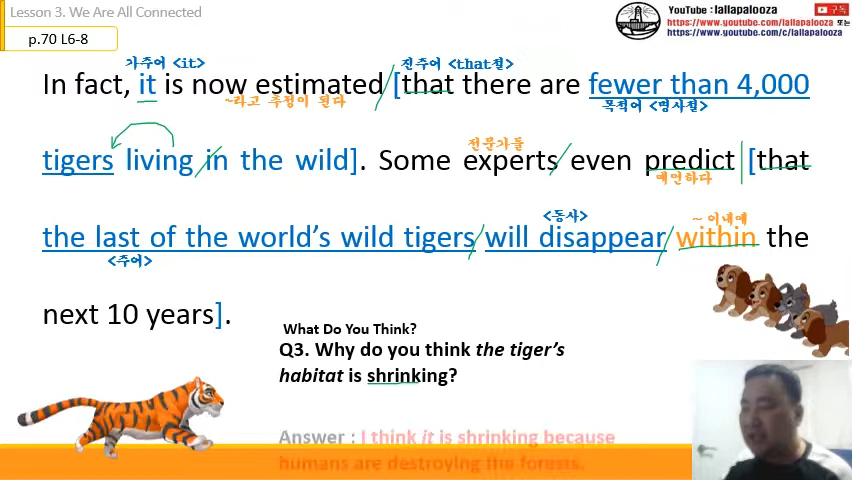 Lesson 3. We Are All Connected
YouTube : lallapalooza
구독
https://www.youtube.com/lallapalooza 또는
https://www.youtube.com/c/lallapalooza
p.70 L6-8
가주어 <it>
진주어 <that절>
In fact, it is now estimated [that there are fewer than 4,000
~라고 추정이 된다
목적어 <명사절>
tigers living in the wild]. Some experts even predict [that
전문가들
예언하다
<동사>
~ 이내에
the last of the world's wild tigers will disappear within the
<주어>
next 10 years].
What Do You Think?
Q3. Why do you think the tiger's
habitat is shrinking?
Answer : I think it is shrinking because
humans are destroying the forests.